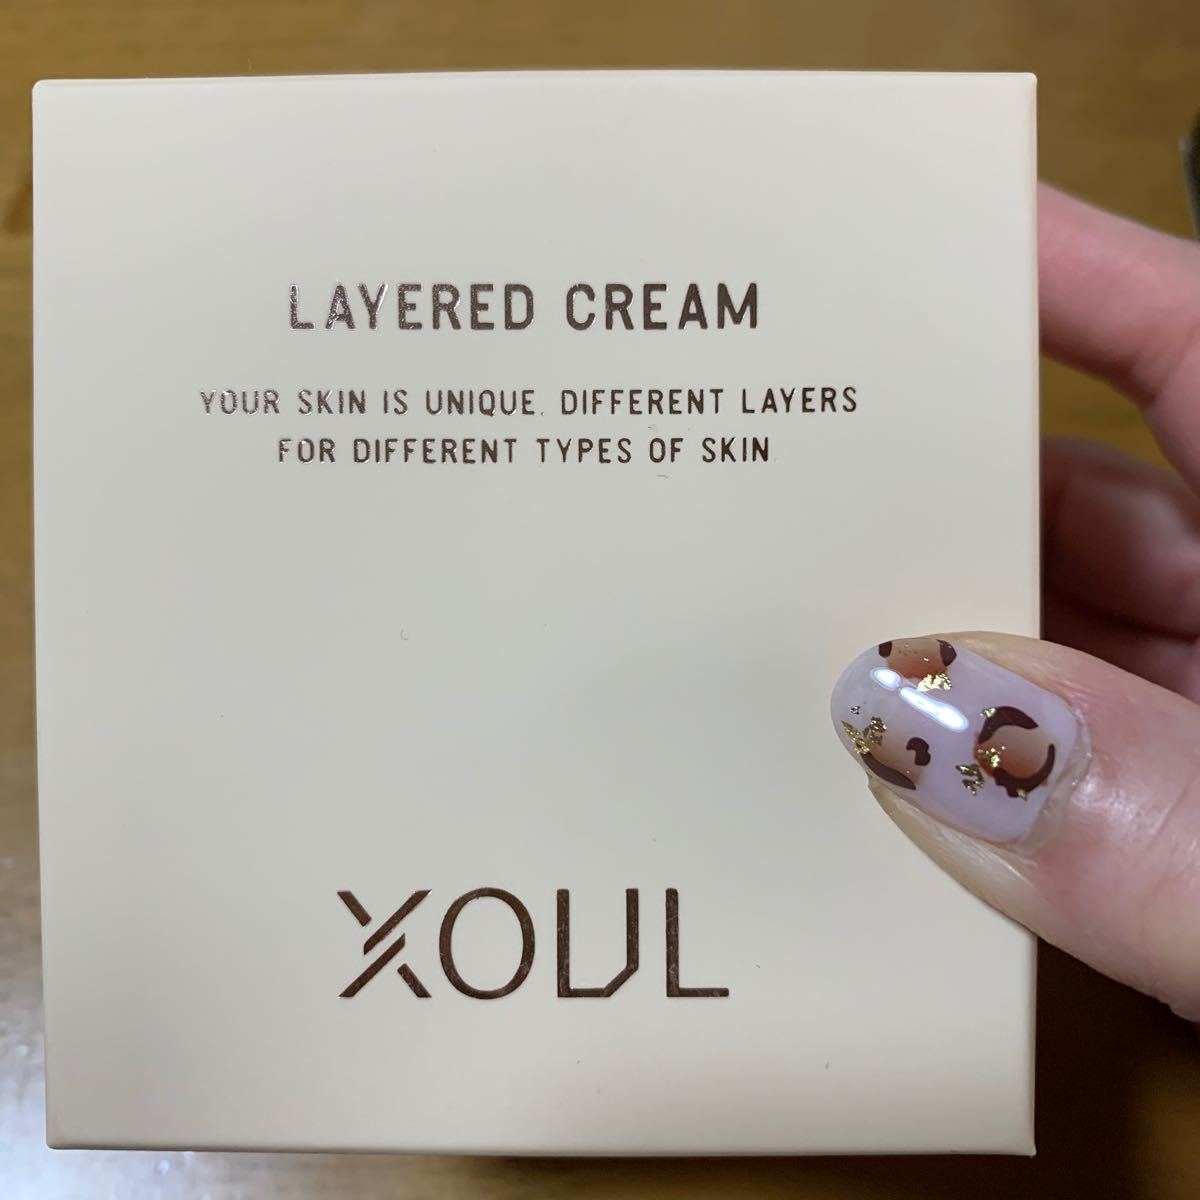 LAYERED CREAM
YOUR SKIN IS UNIQUE. DIFFERENT LAYERS
FOR DIFFERENT TYPES OF SKIN
XOUL